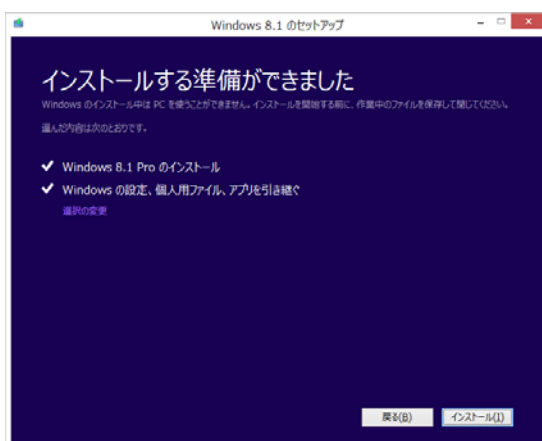 Windows 8.1 のセットアップ
インストールする準備ができました
Windows のインストール中は PC を使うことができません。インストールを開始する前に、作業中のファイルを保存して閉じてください。
選んだ内容は次のとおりです。
Windows 8.1 Pro のインストール
Windows の設定、個人用ファイル、アプリを引き継ぐ
選択の変更
戻る(B) インストール(I)